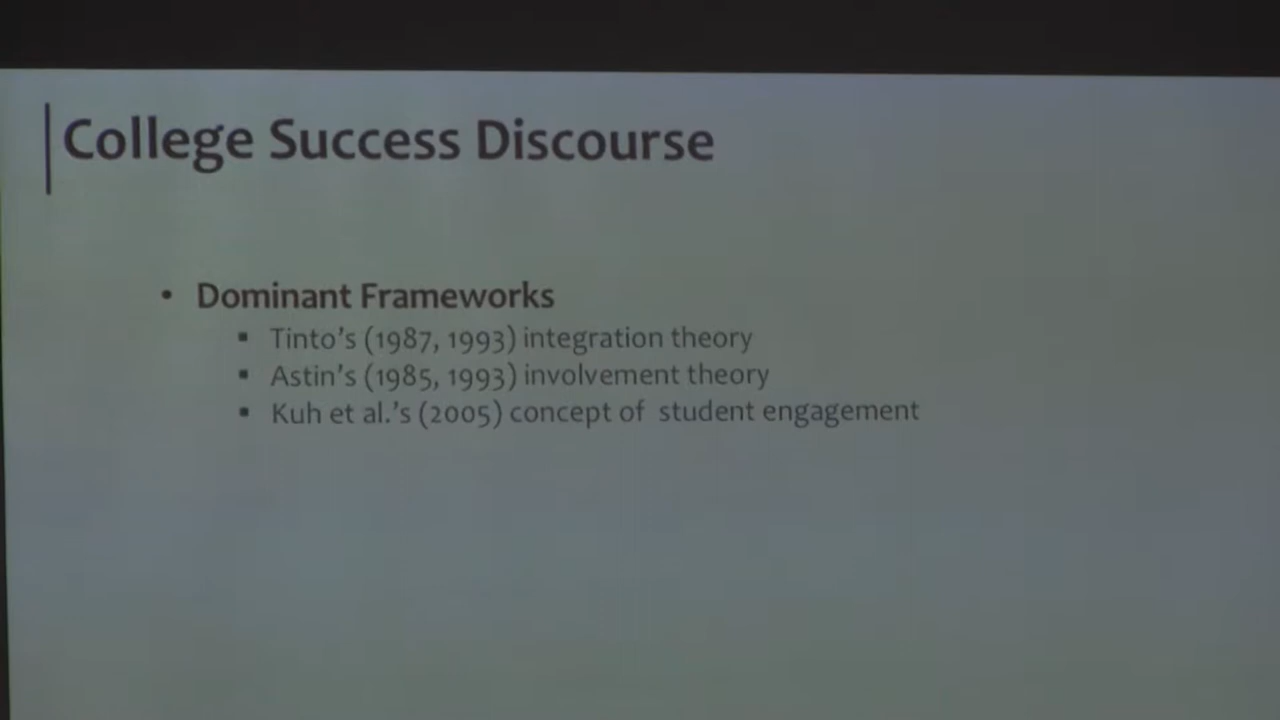 College Success Discourse
• Dominant Frameworks
▪ Tinto's (1987, 1993) integration theory
▪ Astin's (1985, 1993) involvement theory
▪ Kuh et al.'s (2005) concept of student engagement